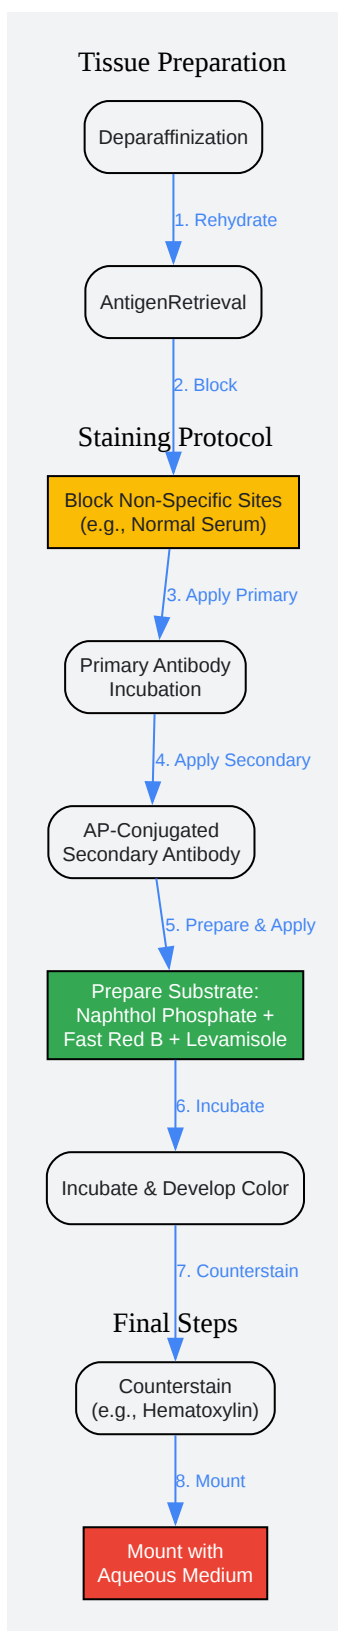 Tissue Preparation
Deparaffinization
1. Rehydrate
AntigenRetrieval
2. Block
Staining Protocol
Block Non-Specific Sites
(e.g., Normal Serum)
3. Apply Primary
Primary Antibody
Incubation
4. Apply Secondary
AP-Conjugated
Secondary Antibody
5. Prepare & Apply
Prepare Substrate:
Naphthol Phosphate +
Fast Red B + Levamisole
6. Incubate
Incubate & Develop Color
7. Counterstain
Final Steps
Counterstain
(e.g., Hematoxylin)
8. Mount
Mount with
Aqueous Medium